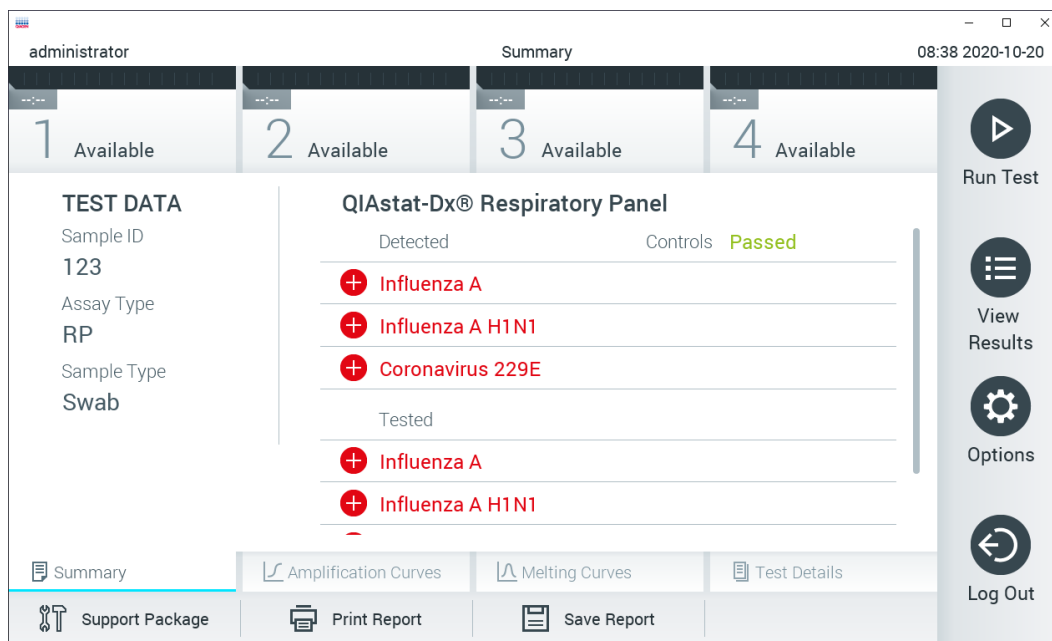 administrator
Summary
08:38 2020-10-20
--:--
1 Available
--:--
2 Available
--:--
3 Available
--:--
4 Available
Run Test
View
Results
Options
Log Out
TEST DATA
Sample ID
123
Assay Type
RP
Sample Type
Swab
QIAstat-Dx® Respiratory Panel
Detected
Controls Passed
Influenza A
Influenza A H1N1
Coronavirus 229E
Tested
Influenza A
Influenza A H1N1
Summary
Amplification Curves
Melting Curves
Test Details
Support Package
Print Report
Save Report